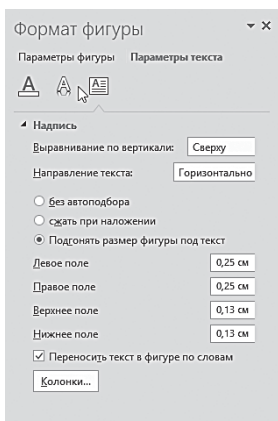 Формат фигуры
Параметры фигуры Параметры текста
Надпись
Выравнивание по вертикали: Сверху
Направление текста: Горизонтально
без автоподбора
сжать при наложении
Подгонять размер фигуры под текст
Левое поле 0,25 см
Правое поле 0,25 см
Верхнее поле 0,13 см
Нижнее поле 0,13 см
Переносить текст в фигуре по словам
Колонки...